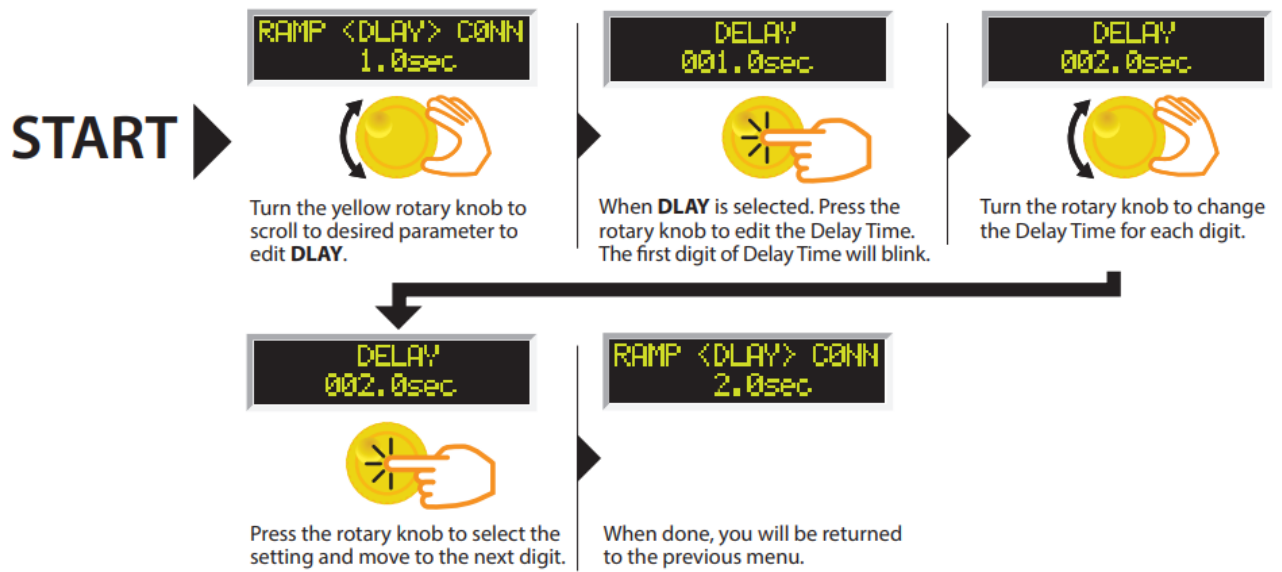 START
RAMP <DLAY> CONN
1.0sec
Turn the yellow rotary knob to
scroll to desired parameter to
edit DLAY.
DELAY
001.0sec
When DLAY is selected. Press the
rotary knob to edit the Delay Time.
The first digit of Delay Time will blink.
DELAY
002.0sec
Turn the rotary knob to change
the Delay Time for each digit.
DELAY
002.0sec
Press the rotary knob to select the
setting and move to the next digit.
RAMP <DLAY> CONN
2.0sec
When done, you will be returned
to the previous menu.